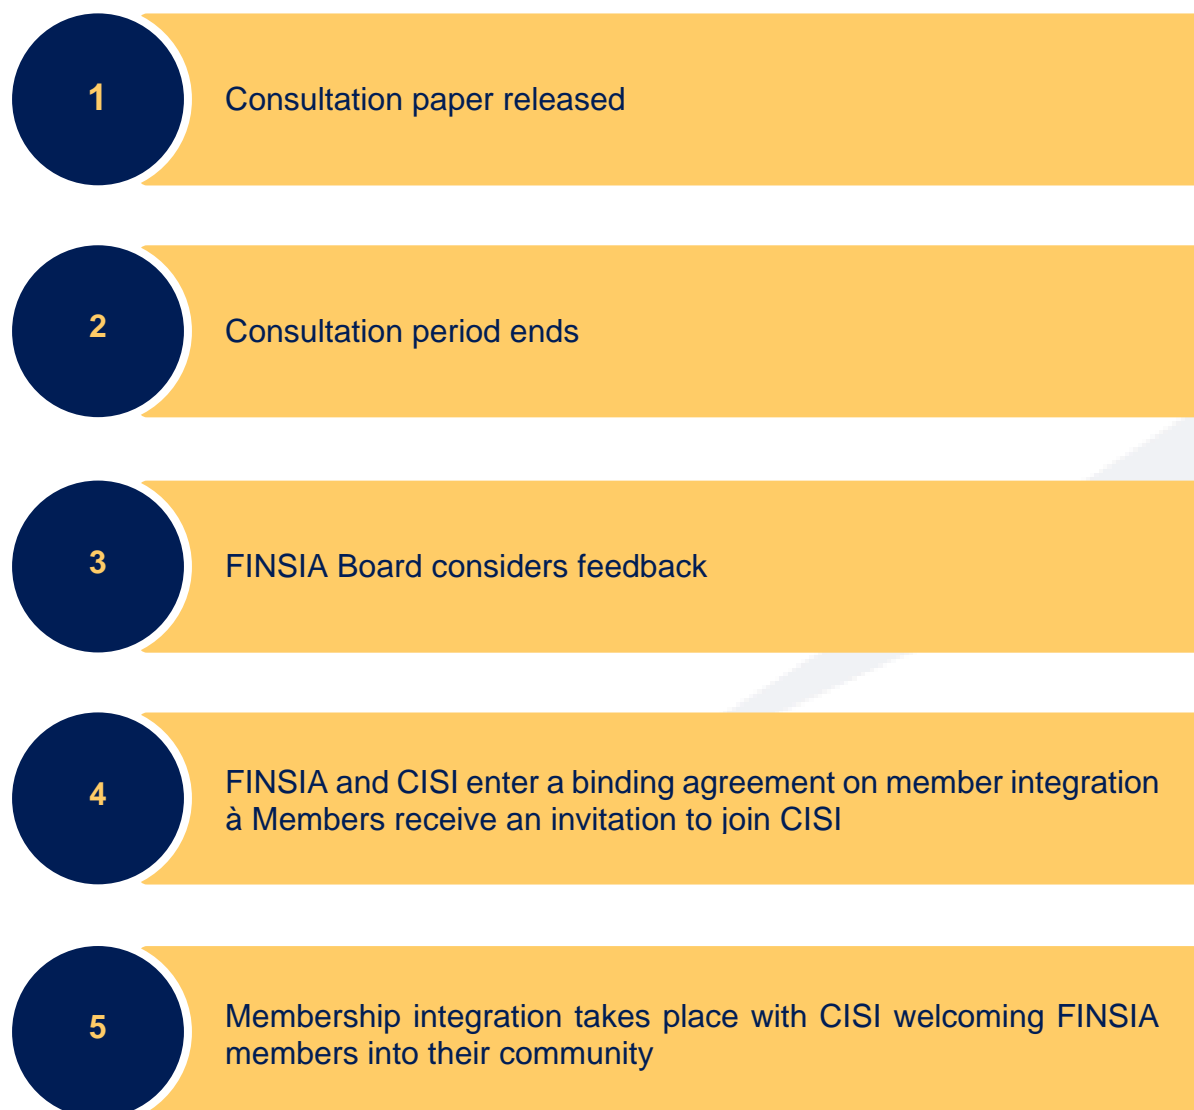 1
Consultation paper released
2
Consultation period ends
3
FINSIA Board considers feedback
4
FINSIA and CISI enter a binding agreement on member integration
à Members receive an invitation to join CISI
5
Membership integration takes place with CISI welcoming FINSIA
members into their community